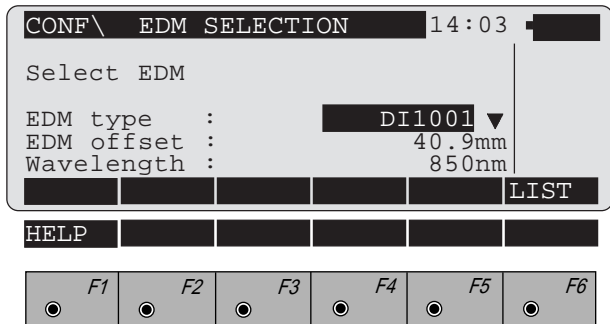 CONF\ EDM SELECTION 14:03
Select EDM
EDM type : DI1001 ▼
EDM offset : 40.9mm
Wavelength : 850nm
LIST
HELP
F1 F2 F3 F4 F5 F6